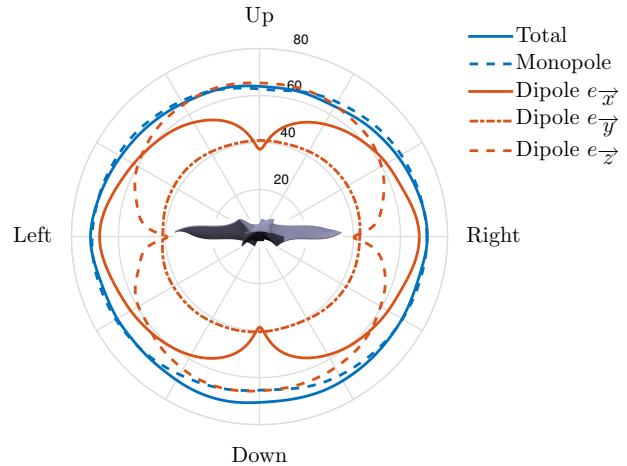 Up
80
60
40
20
Left
Right
Down
Total
Monopole
Dipole e→x
Dipole e→y
Dipole e→z